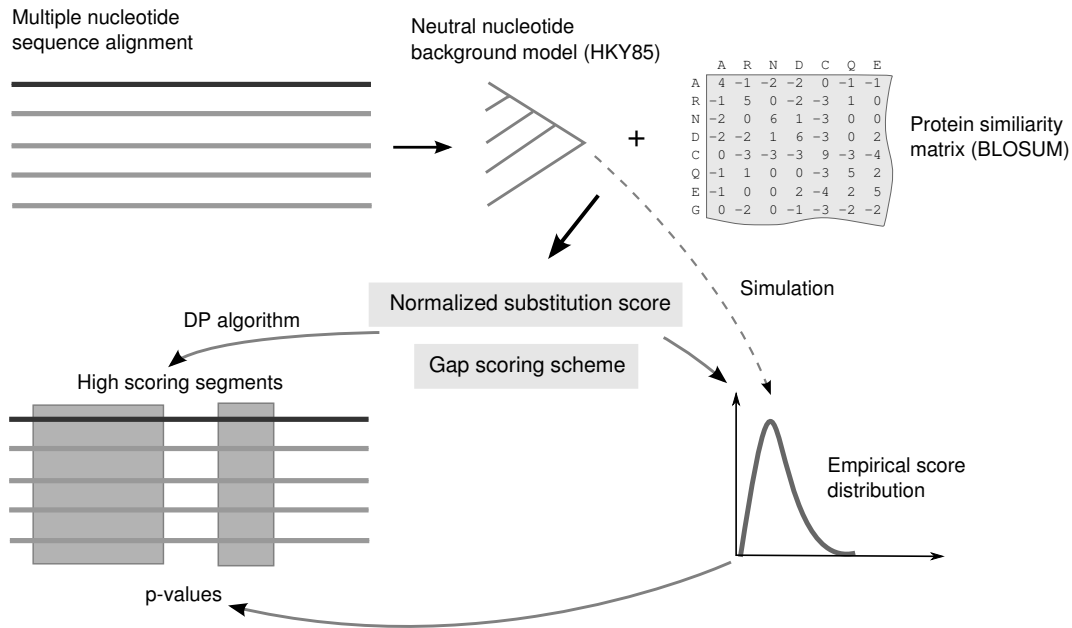 Multiple nucleotide
sequence alignment
Neutral nucleotide
background model (HKY85)
+
A R N D C Q E
A 4 −1 −2 −2 0 −1 −1
R −1 5 0 −2 −3 1 0
N −2 0 6 1 −3 0 0
D −2 −2 1 6 −3 0 2
C 0 −3 −3 −3 9 −3 −4
Q −1 1 0 0 −3 5 2
E −1 0 0 2 −4 2 5
G 0 −2 0 −1 −3 −2 −2
Protein similiarity
matrix (BLOSUM)
Simulation
Normalized substitution score
DP algorithm
Gap scoring scheme
High scoring segments
Empirical score
distribution
p-values